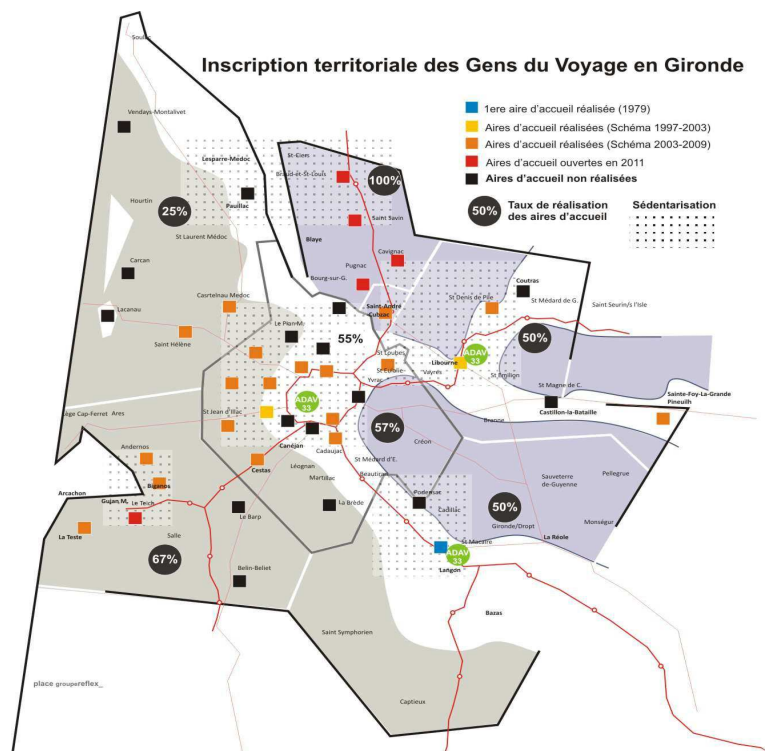 Inscription territoriale des Gens du Voyage en Gironde
1ere aire d'accueil réalisée (1979)
Aires d'accueil réalisées (Schéma 1997-2003)
Aires d'accueil réalisées (Schéma 2003-2009)
Aires d'accueil ouvertes en 2011
Aires d'accueil non réalisées
50%
Taux de réalisation
des aires d'accueil
Sédentarisation
Soulac
Vendays-Montalivet
Lesparre-Medoc
St-Ciers
Braud-et-St-Louis
100%
Pauillac
25%
Hourtin
Saint Savin
St Laurent Médoc
Blaye
Cavignac
Carcan
Pugnac
Bourg-sur-G.
Coutras
Casrtelnau Medoc
Saint-André
Cubzac
St Denis de Pile
St Médard de G.
Saint Seurin/s l'Isle
Lacanau
Le Pian-M.
Saint Hélène
55%
50%
St Loubes
Libourne
ADAV
33
St Eulalie
Vayres
Yvrac
St Emilion
St Magne de C.
Sainte-Foy-La-Grande
Pineuilh
ADAV
33
Castillon-la-Bataille
ège Cap-Ferret
Ares
St Jean d'Illac
57%
Branne
Créon
Canéjan
Cadaujac
Andernos
St Médard d'E.
Léognan
Beautiran
Cestas
Martillac
Sauveterre
de-Guyenne
Pellegrue
Biganos
Arcachon
Gujan M.
Le Teich
La Brède
Podensac
Cadillac
50%
Monségur
Le Barp
Gironde/Dropt
La Teste
Salle
St Macaire
La Réole
67%
ADAV
33
Langon
Belin-Beliet
Bazas
Saint Symphorien
place groupereflex_
Captieux